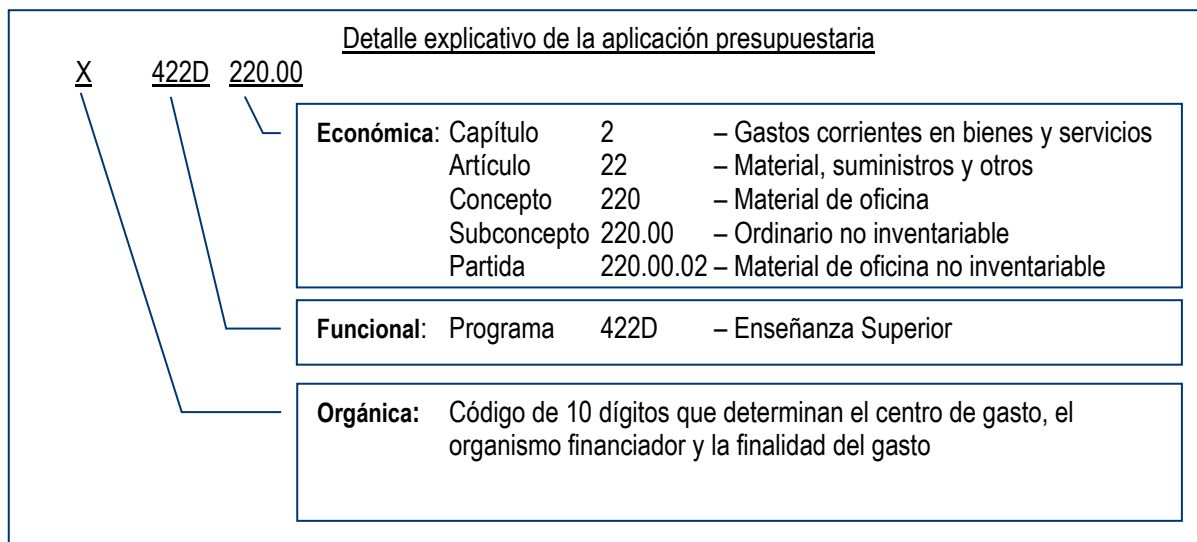 Detalle explicativo de la aplicación presupuestaria
X 422D 220.00
Económica: Capítulo 2 – Gastos corrientes en bienes y servicios
Artículo 22 – Material, suministros y otros
Concepto 220 – Material de oficina
Subconcepto 220.00 – Ordinario no inventariable
Partida 220.00.02 – Material de oficina no inventariable
Funcional: Programa 422D – Enseñanza Superior
Orgánica: Código de 10 dígitos que determinan el centro de gasto, el
organismo financiador y la finalidad del gasto